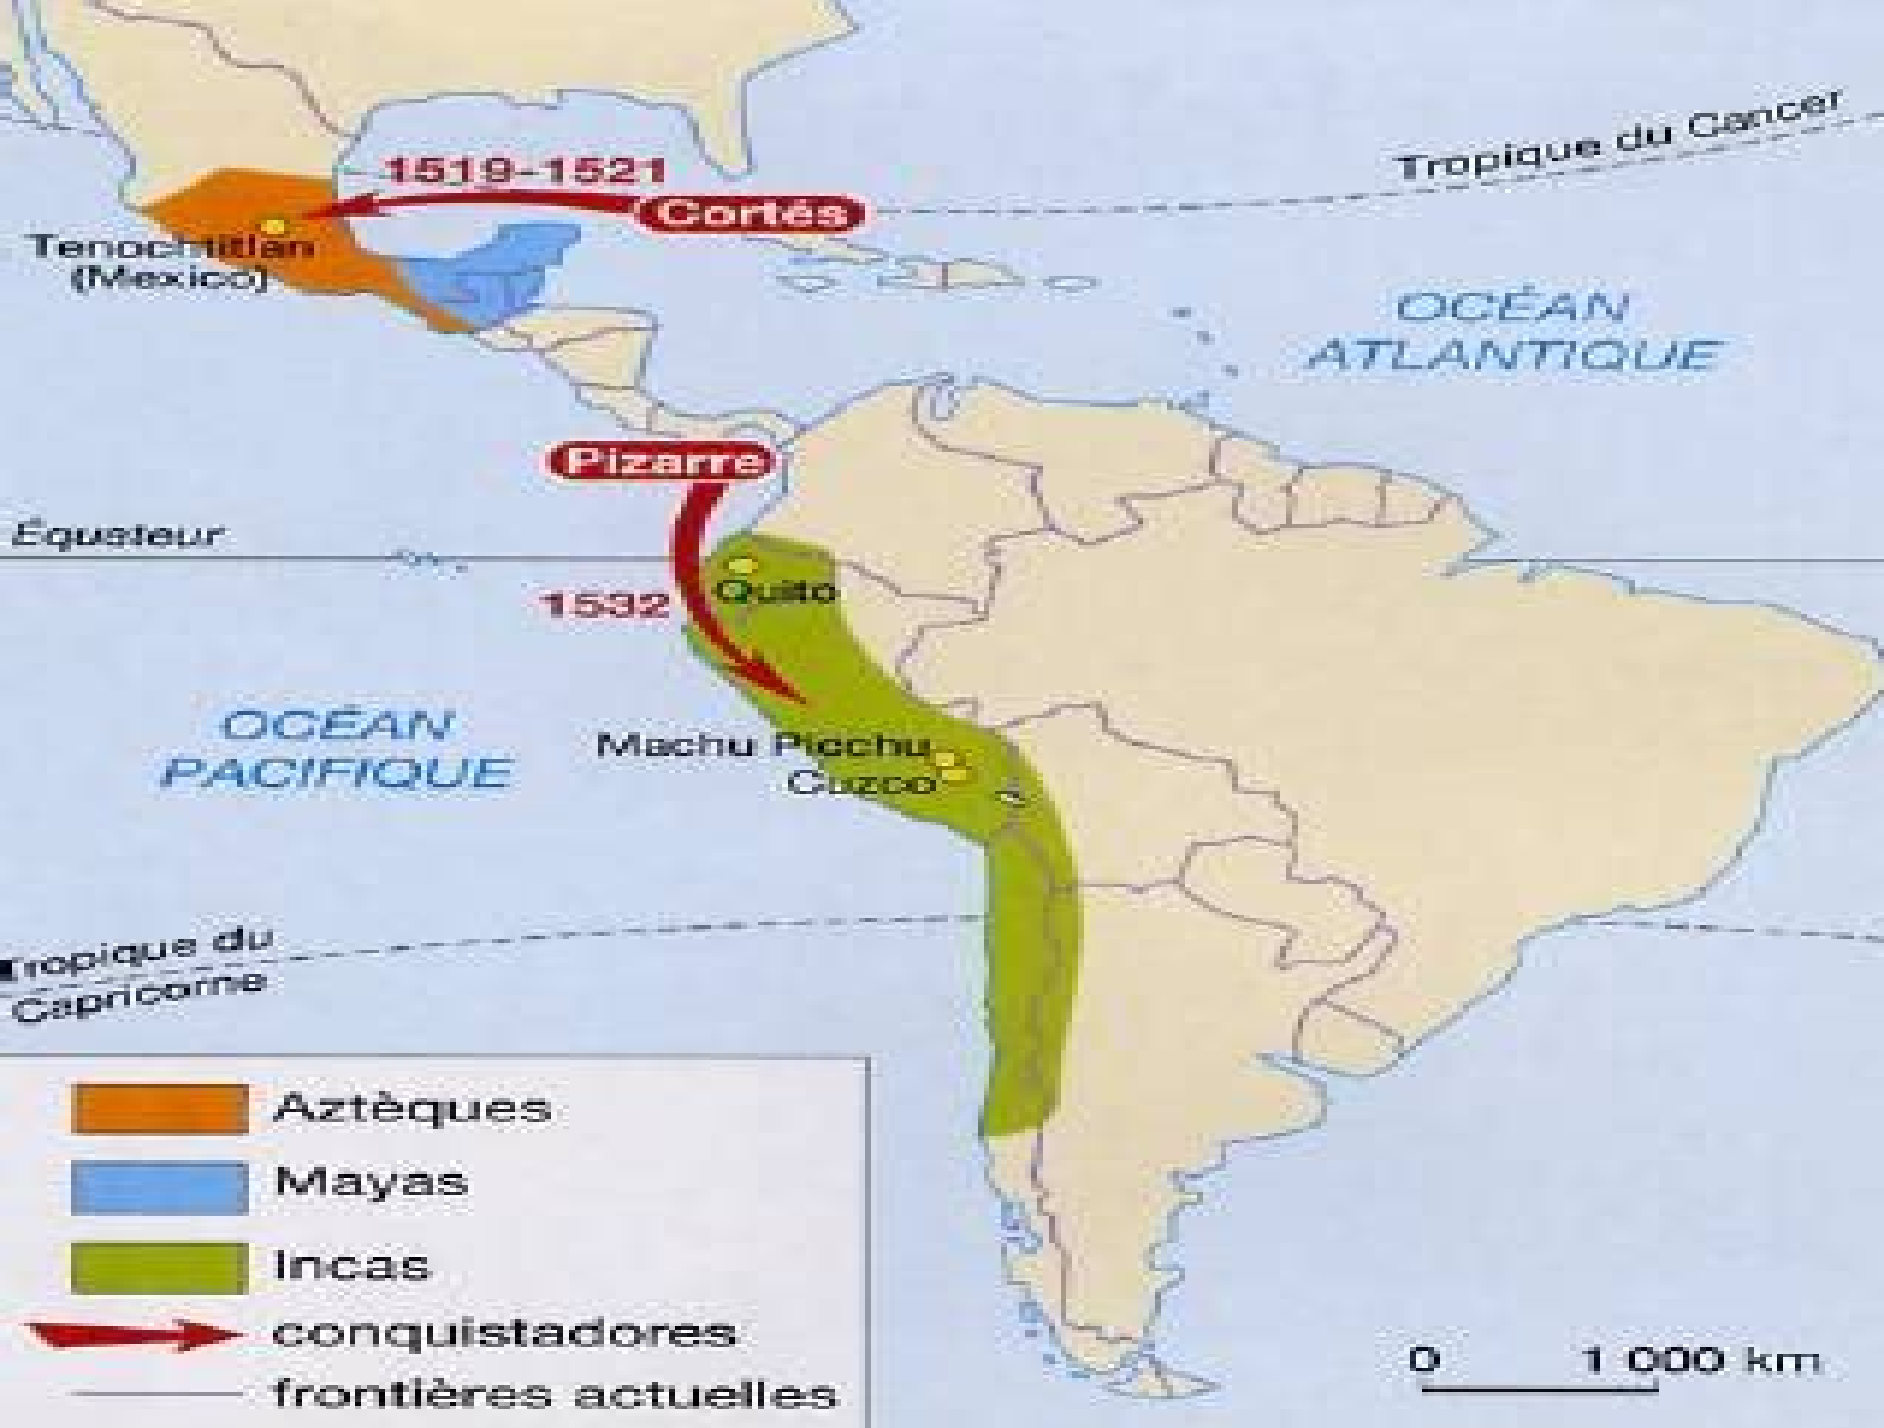 Tropique du Cancer
1519-1521
Cortés
Tenochtitlan
(Mexico)
OCÉAN
ATLANTIQUE
Pizarre
Équateur
Quito
1532
OCÉAN
PACIFIQUE
Machu Picchu
Cuzco
Tropique du
Capricorne
Aztèques
Mayas
Incas
conquistadores
frontières actuelles
0 1 000 km